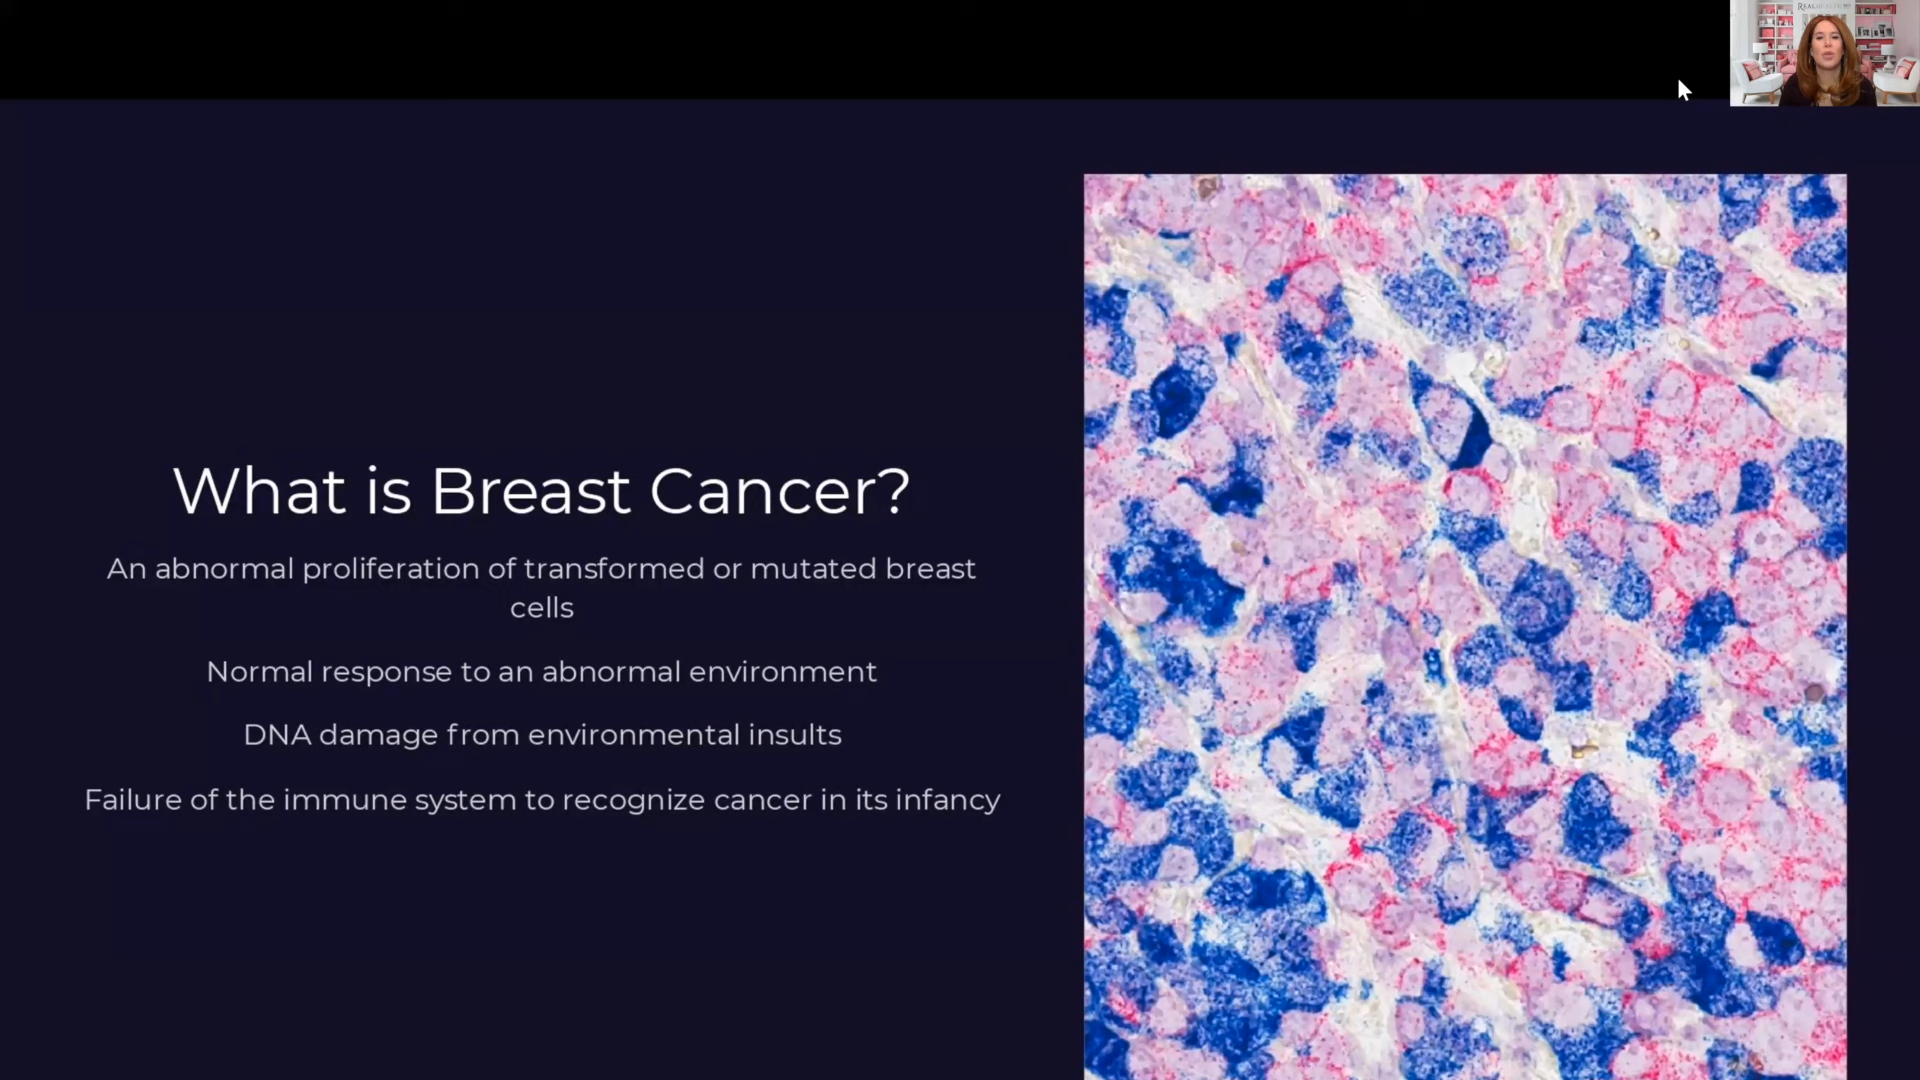 REALHEALTH
What is Breast Cancer?
An abnormal proliferation of transformed or mutated breast
cells
Normal response to an abnormal environment
DNA damage from environmental insults
Failure of the immune system to recognize cancer in its infancy